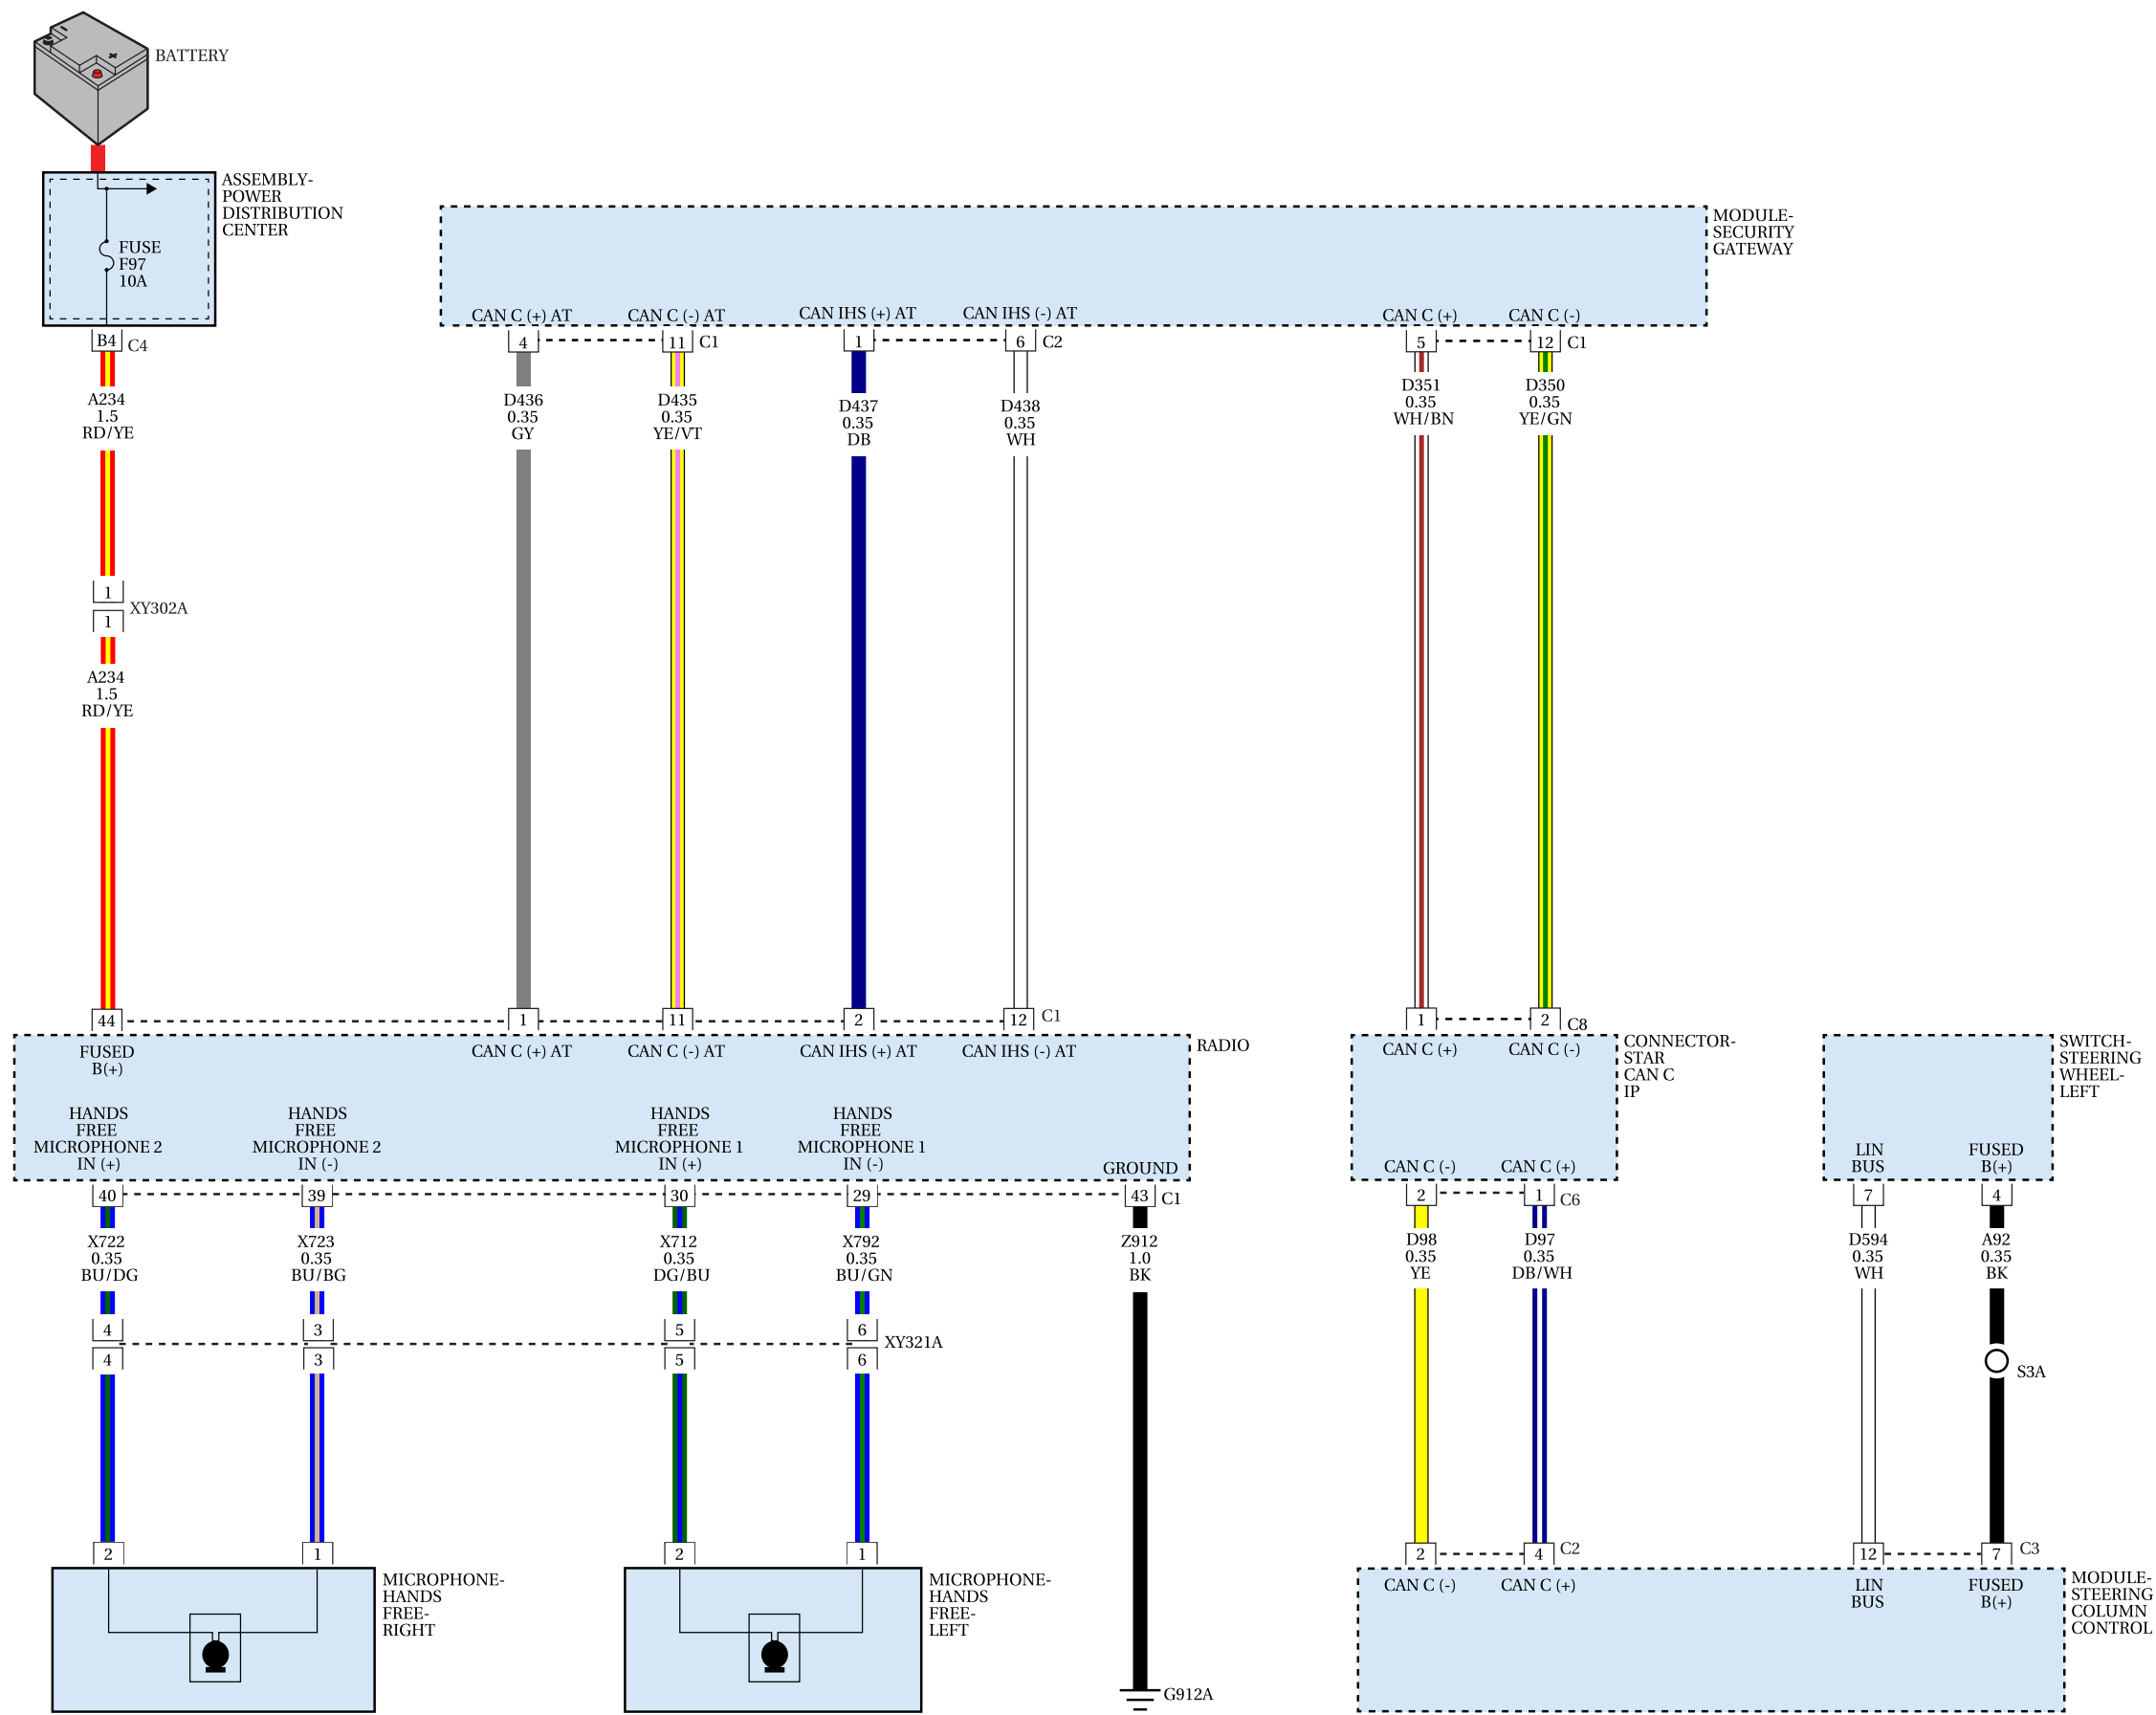 BATTERY
ASSEMBLY-
POWER
DISTRIBUTION
CENTER
FUSE
F97
10A
B4
C4
A234
1.5
RD/YE
1
XY302A
1
A234
1.5
RD/YE
MODULE-
SECURITY
GATEWAY
CAN C (+) AT
CAN C (-) AT
CAN IHS (+) AT
CAN IHS (-) AT
CAN C (+)
CAN C (-)
4
11
C1
1
6
C2
5
12
C1
D436
0.35
GY
D435
0.35
YE/VT
D437
0.35
DB
D438
0.35
WH
D351
0.35
WH/BN
D350
0.35
YE/GN
44
1
11
2
12
C1
RADIO
FUSED
B(+)
CAN C (+) AT
CAN C (-) AT
CAN IHS (+) AT
CAN IHS (-) AT
HANDS
FREE
MICROPHONE 2
IN (+)
HANDS
FREE
MICROPHONE 2
IN (-)
HANDS
FREE
MICROPHONE 1
IN (+)
HANDS
FREE
MICROPHONE 1
IN (-)
GROUND
40
39
30
29
43
C1
X722
0.35
BU/DG
X723
0.35
BU/BG
X712
0.35
DG/BU
X792
0.35
BU/GN
Z912
1.0
BK
4
3
5
6
XY321A
4
3
5
6
2
1
2
1
MICROPHONE-
HANDS
FREE-
RIGHT
MICROPHONE-
HANDS
FREE-
LEFT
G912A
1
2
C8
CONNECTOR-
STAR
CAN C
IP
CAN C (+)
CAN C (-)
CAN C (-)
CAN C (+)
2
1
C6
D98
0.35
YE
D97
0.35
DB/WH
SWITCH-
STEERING
WHEEL-
LEFT
LIN
BUS
FUSED
B(+)
7
4
D594
0.35
WH
A92
0.35
BK
S3A
2
4
C2
12
7
C3
CAN C (-)
CAN C (+)
LIN
BUS
FUSED
B(+)
MODULE-
STEERING
COLUMN
CONTROL